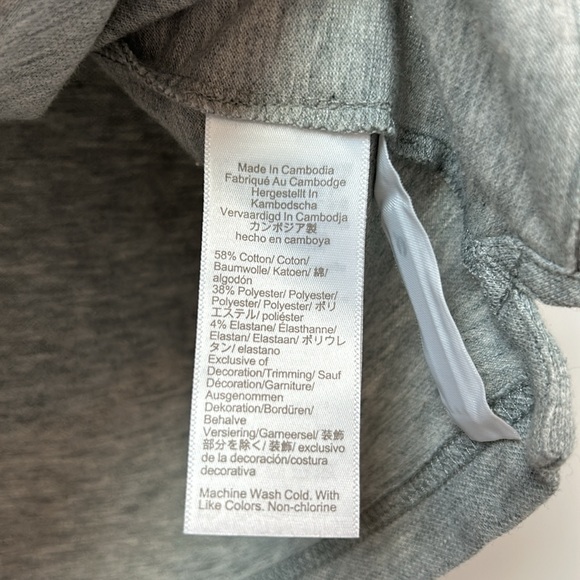 Made In Cambodia
Fabriqué Au Cambodge
Hergestellt In
Kambodscha
Vervaardigd In Cambodja
カンボジア製
hecho en camboya
58% Cotton/ Coton/
Baumwolle/ Katoen/ 綿/
algodón
38% Polyester/ Polyester/
Polyester/ Polyester/ ポリ
エステル/ poliéster
4% Elastane/ Élasthanne/
Elastan/ Elastaan/ ポリウレ
タン/ elastano
Exclusive of
Decoration/Trimming/ Sauf
Décoration/Garniture/
Ausgenommen
Dekoration/Bordüren/
Behalve
Versiering/Garneersel/ 装飾
部分を除く/ 装飾/ exclusivo
de la decoración/costura
decorativa
Machine Wash Cold. With
Like Colors. Non-chlorine